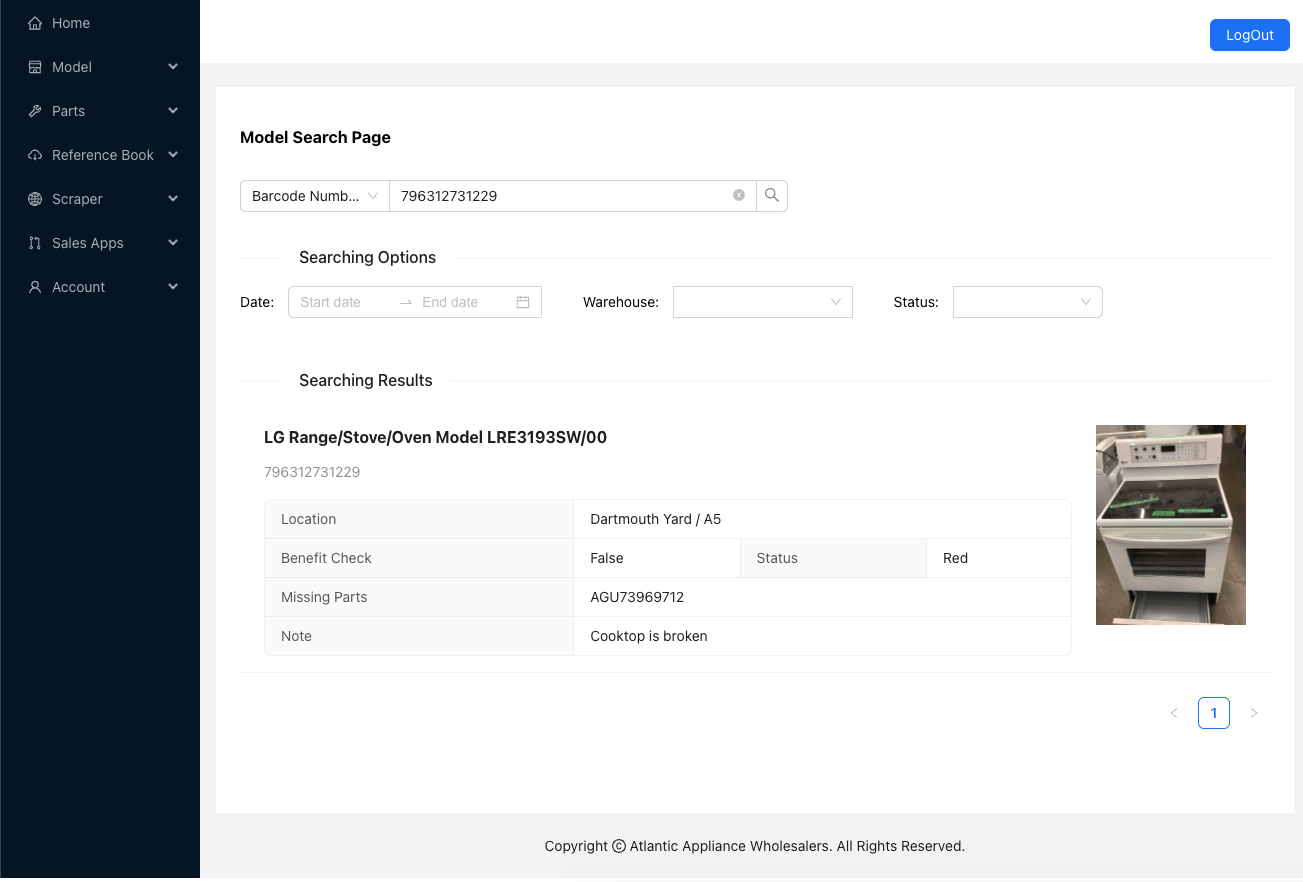 Home
Model
Parts
Reference Book
Scraper
Sales Apps
Account
LogOut
Model Search Page
Barcode Numb... 796312731229
Searching Options
Date: Start date End date Warehouse: Status:
Searching Results
LG Range/Stove/Oven Model LRE3193SW/00
796312731229
Location Dartmouth Yard / A5
Benefit Check False Status Red
Missing Parts AGU73969712
Note Cooktop is broken
1
Copyright © Atlantic Appliance Wholesalers. All Rights Reserved.